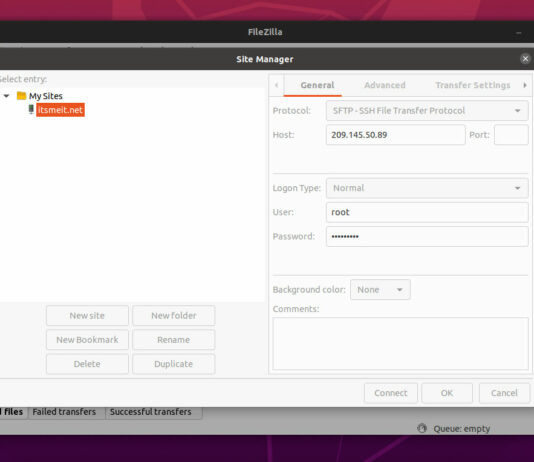 FileZilla
Site Manager
Select entry:
My Sites
itsmeit.net
New site
New folder
New Bookmark
Rename
Delete
Duplicate
General
Advanced
Transfer Settings
Protocol:
SFTP - SSH File Transfer Protocol
Host:
209.145.50.89
Port:
Logon Type:
Normal
User:
root
Password:
•••••••••
Background color:
None
Comments:
Connect
OK
Cancel
files
Failed transfers
Successful transfers
Queue: empty